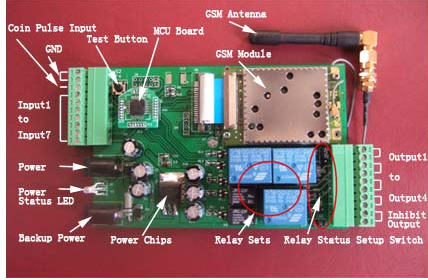 GSM Antenna
Coin Pulse Input
MCU Board
Test Button
GND
GSM Module
Input1
to
Input7
Output1
to
Output4
Inhibit
Output
Power
Power
Status LED
Backup Power
Power Chips
Relay Sets
Relay Status Setup Switch